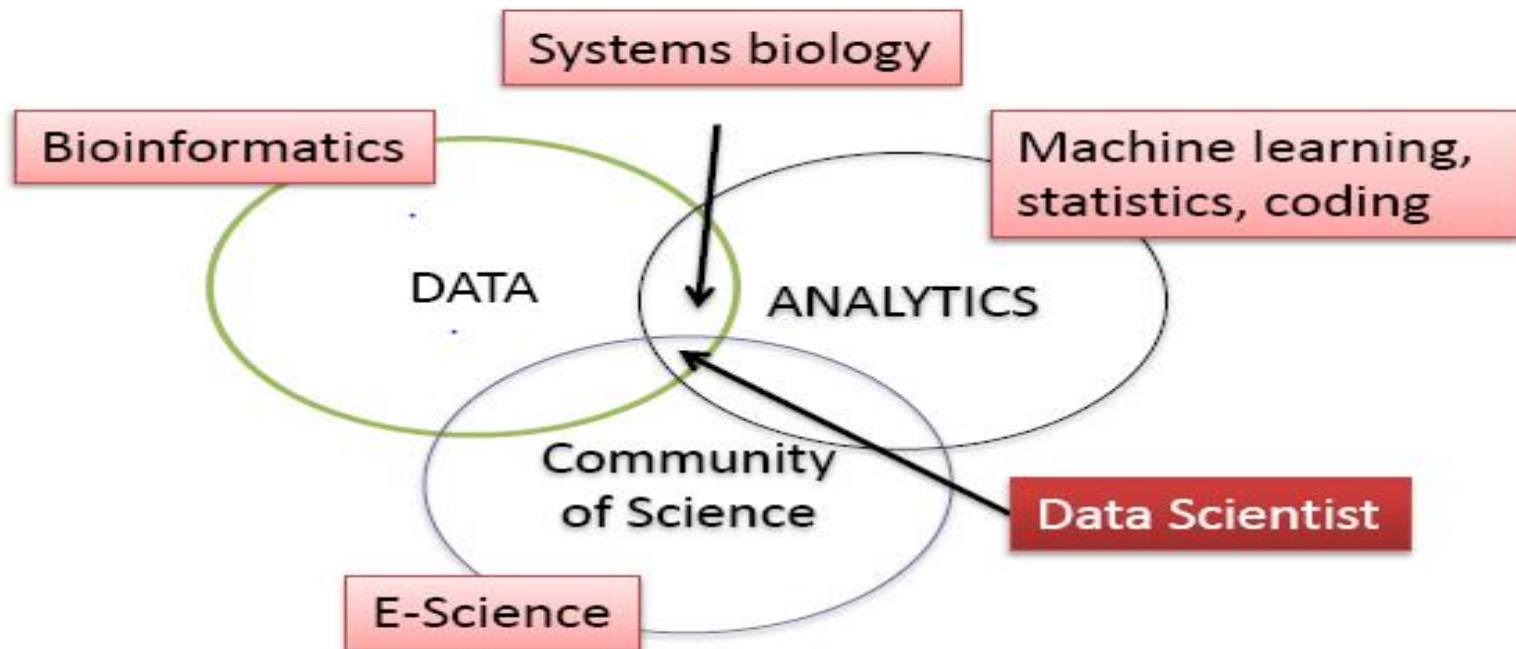 Systems biology
Bioinformatics
Machine learning,
statistics, coding
DATA
ANALYTICS
Community
of Science
Data Scientist
E-Science